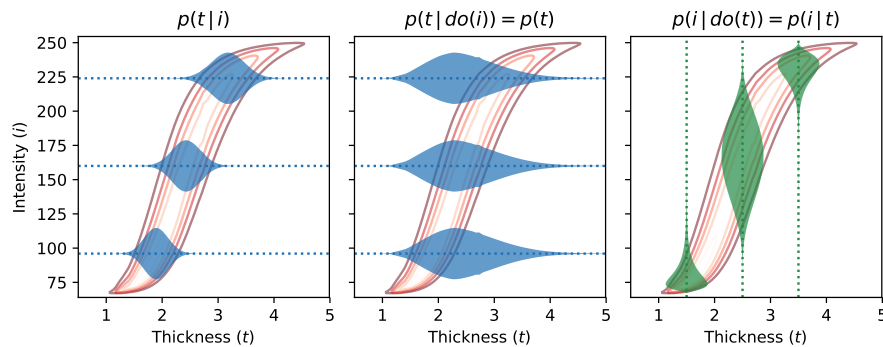 p(t | i)
p(t | do(i)) = p(t)
p(i | do(t)) = p(i | t)
Intensity (i)
250
225
200
175
150
125
100
75
1 2 3 4 5
1 2 3 4 5
1 2 3 4 5
Thickness (t)
Thickness (t)
Thickness (t)